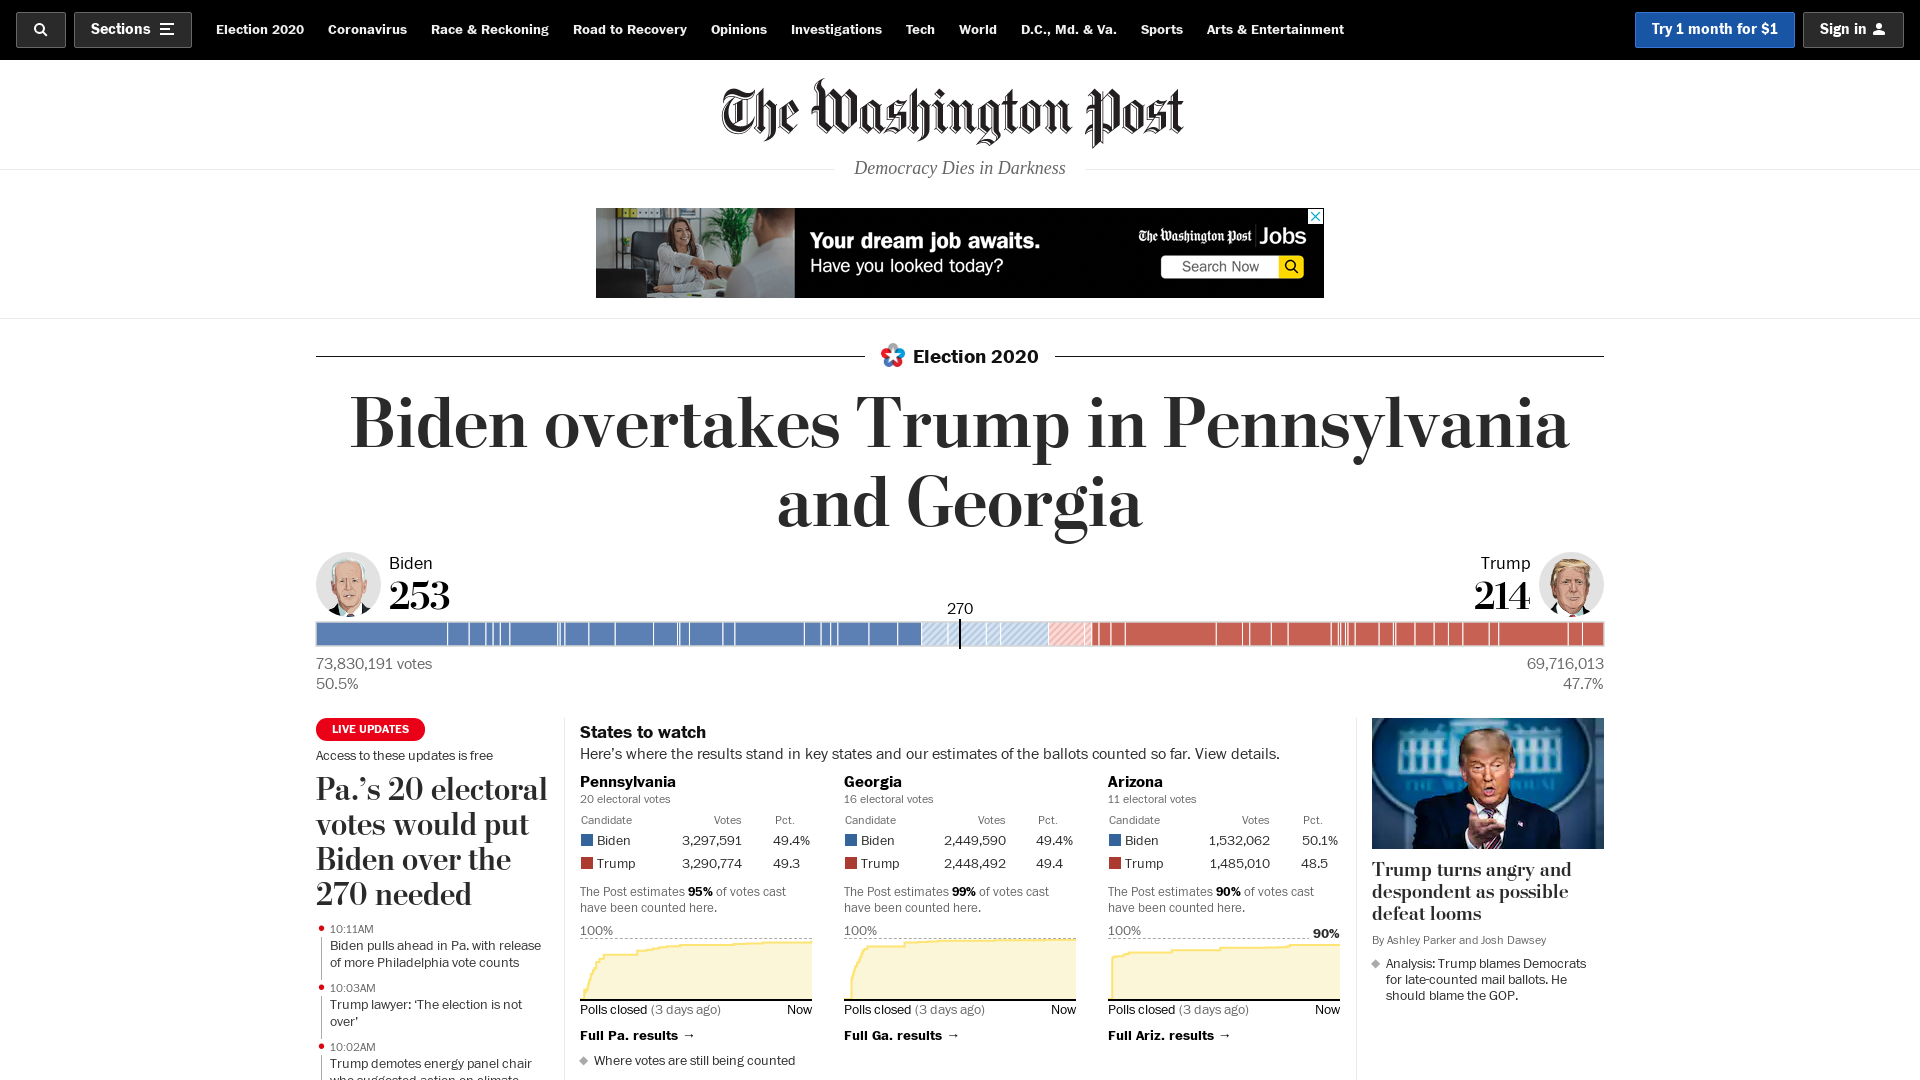 Sections
Election 2020
Coronavirus
Race & Reckoning
Road to Recovery
Opinions
Investigations
Tech
World
D.C., Md. & Va.
Sports
Arts & Entertainment
Try 1 month for $1
Sign in
The Washington Post
Democracy Dies in Darkness
Your dream job awaits.
Have you looked today?
The Washington Post Jobs
Search Now
Election 2020
Biden overtakes Trump in Pennsylvania
and Georgia
Biden
253
Trump
214
270
73,830,191 votes
50.5%
69,716,013
47.7%
LIVE UPDATES
Access to these updates is free
Pa.’s 20 electoral
votes would put
Biden over the
270 needed
10:11AM
Biden pulls ahead in Pa. with release
of more Philadelphia vote counts
10:03AM
Trump lawyer: ‘The election is not
over’
10:02AM
Trump demotes energy panel chair
who suggested action on climate
States to watch
Here’s where the results stand in key states and our estimates of the ballots counted so far. View details.
Pennsylvania
20 electoral votes
Candidate Votes Pct.
Biden 3,297,591 49.4%
Trump 3,290,774 49.3
The Post estimates 95% of votes cast
have been counted here.
100%
Polls closed (3 days ago) Now
Full Pa. results →
Where votes are still being counted
Georgia
16 electoral votes
Candidate Votes Pct.
Biden 2,449,590 49.4%
Trump 2,448,492 49.4
The Post estimates 99% of votes cast
have been counted here.
100%
Polls closed (3 days ago) Now
Full Ga. results →
Arizona
11 electoral votes
Candidate Votes Pct.
Biden 1,532,062 50.1%
Trump 1,485,010 48.5
The Post estimates 90% of votes cast
have been counted here.
100%
90%
Polls closed (3 days ago) Now
Full Ariz. results →
Trump turns angry and
despondent as possible
defeat looms
By Ashley Parker and Josh Dawsey
Analysis: Trump blames Democrats
for late-counted mail ballots. He
should blame the GOP.